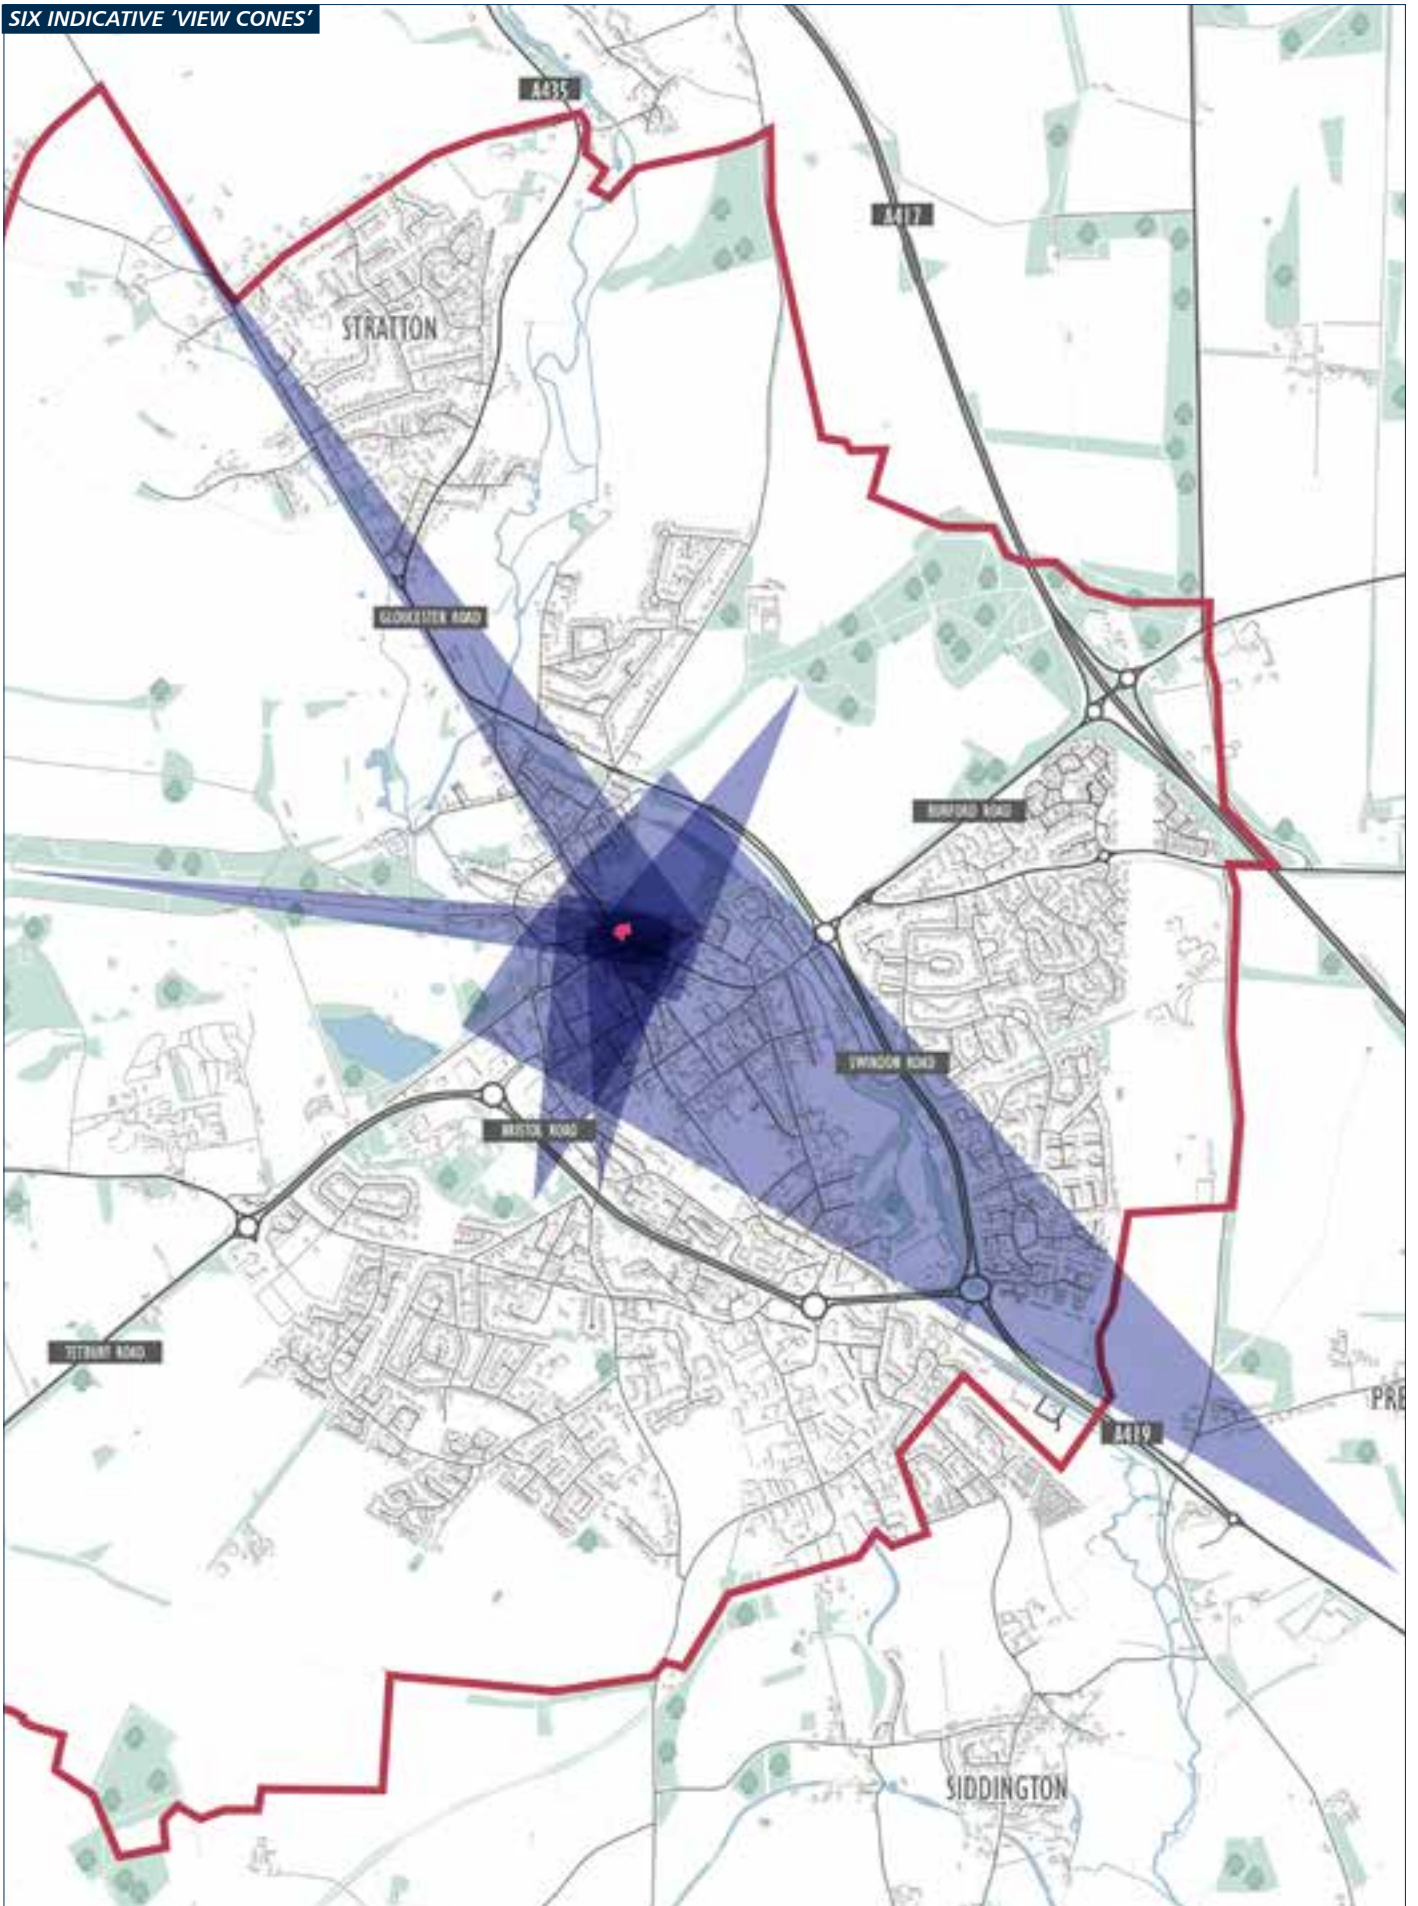 SIX INDICATIVE ‘VIEW CONES’
A435
A417
STRATTON
GLOUCESTER ROAD
BURFORD ROAD
SWINDON ROAD
BRISTOL ROAD
TETBURY ROAD
PRE
A419
SIDDINGTON